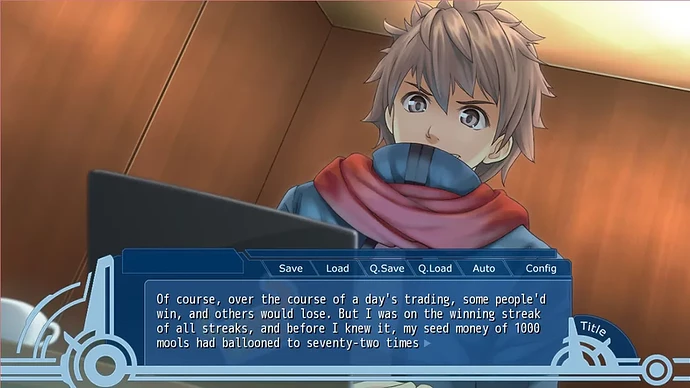 Save Load Q.Save Q.Load Auto Config
Of course, over the course of a day's trading, some people'd
win, and others would lose. But I was on the winning streak
of all streaks, and before I knew it, my seed money of 1000
mools had ballooned to seventy-two times
Title